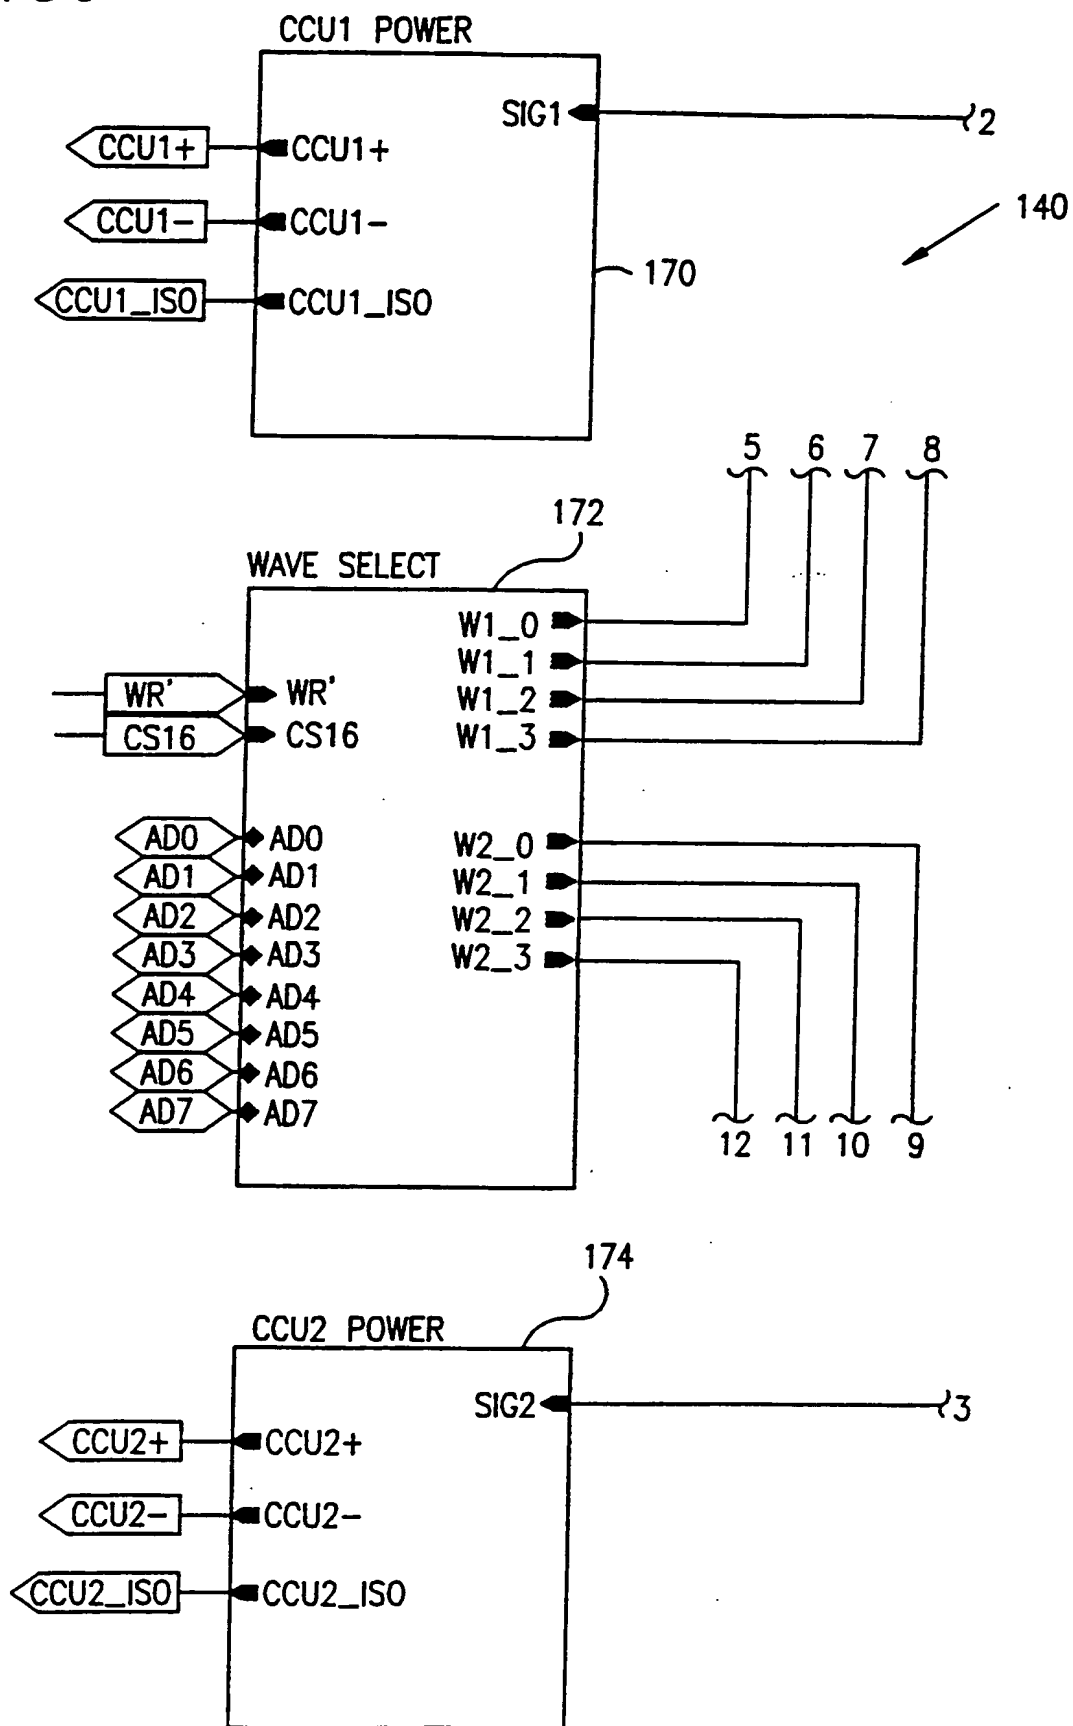 CCU1 POWER
SIG1 2
CCU1+ CCU1+
CCU1- CCU1-
140
170
CCU1_ISO CCU1_ISO
5 6 7 8
172
WAVE SELECT
W1_0
W1_1
WR' WR' W1_2
CS16 CS16 W1_3
AD0 AD0 W2_0
AD1 AD1 W2_1
AD2 AD2 W2_2
AD3 AD3 W2_3
AD4 AD4
AD5 AD5
AD6 AD6
AD7 AD7
12 11 10 9
174
CCU2 POWER
SIG2 3
CCU2+ CCU2+
CCU2- CCU2-
CCU2_ISO CCU2_ISO